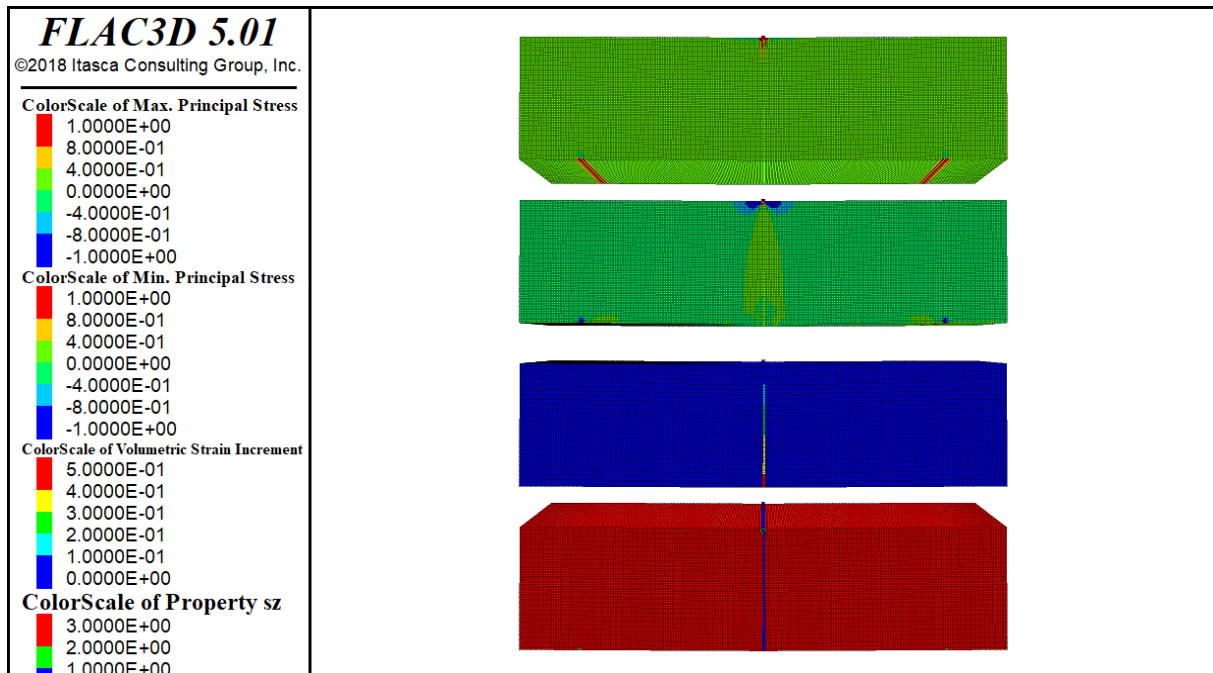 FLAC3D 5.01
©2018 Itasca Consulting Group, Inc.
ColorScale of Max. Principal Stress
1.0000E+00
8.0000E-01
4.0000E-01
0.0000E+00
-4.0000E-01
-8.0000E-01
-1.0000E+00
ColorScale of Min. Principal Stress
1.0000E+00
8.0000E-01
4.0000E-01
0.0000E+00
-4.0000E-01
-8.0000E-01
-1.0000E+00
ColorScale of Volumetric Strain Increment
5.0000E-01
4.0000E-01
3.0000E-01
2.0000E-01
1.0000E-01
0.0000E+00
ColorScale of Property sz
3.0000E+00
2.0000E+00
1.0000E+00